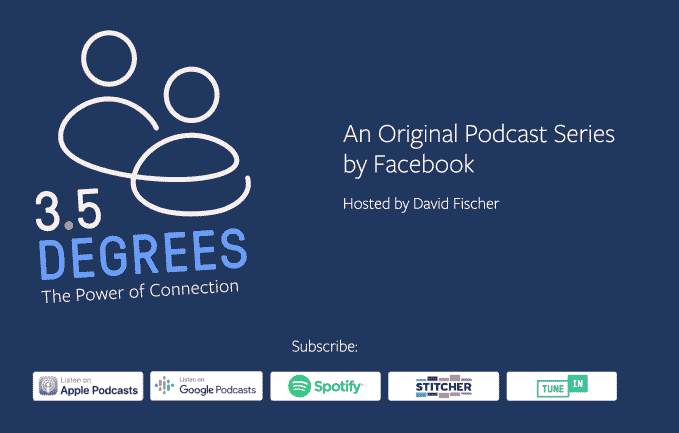 3.5
DEGREES
The Power of Connection
An Original Podcast Series
by Facebook
Hosted by David Fischer
Subscribe:
Listen on
Apple Podcasts
Listen on
Google Podcasts
Spotify
STITCHER
TUNE IN